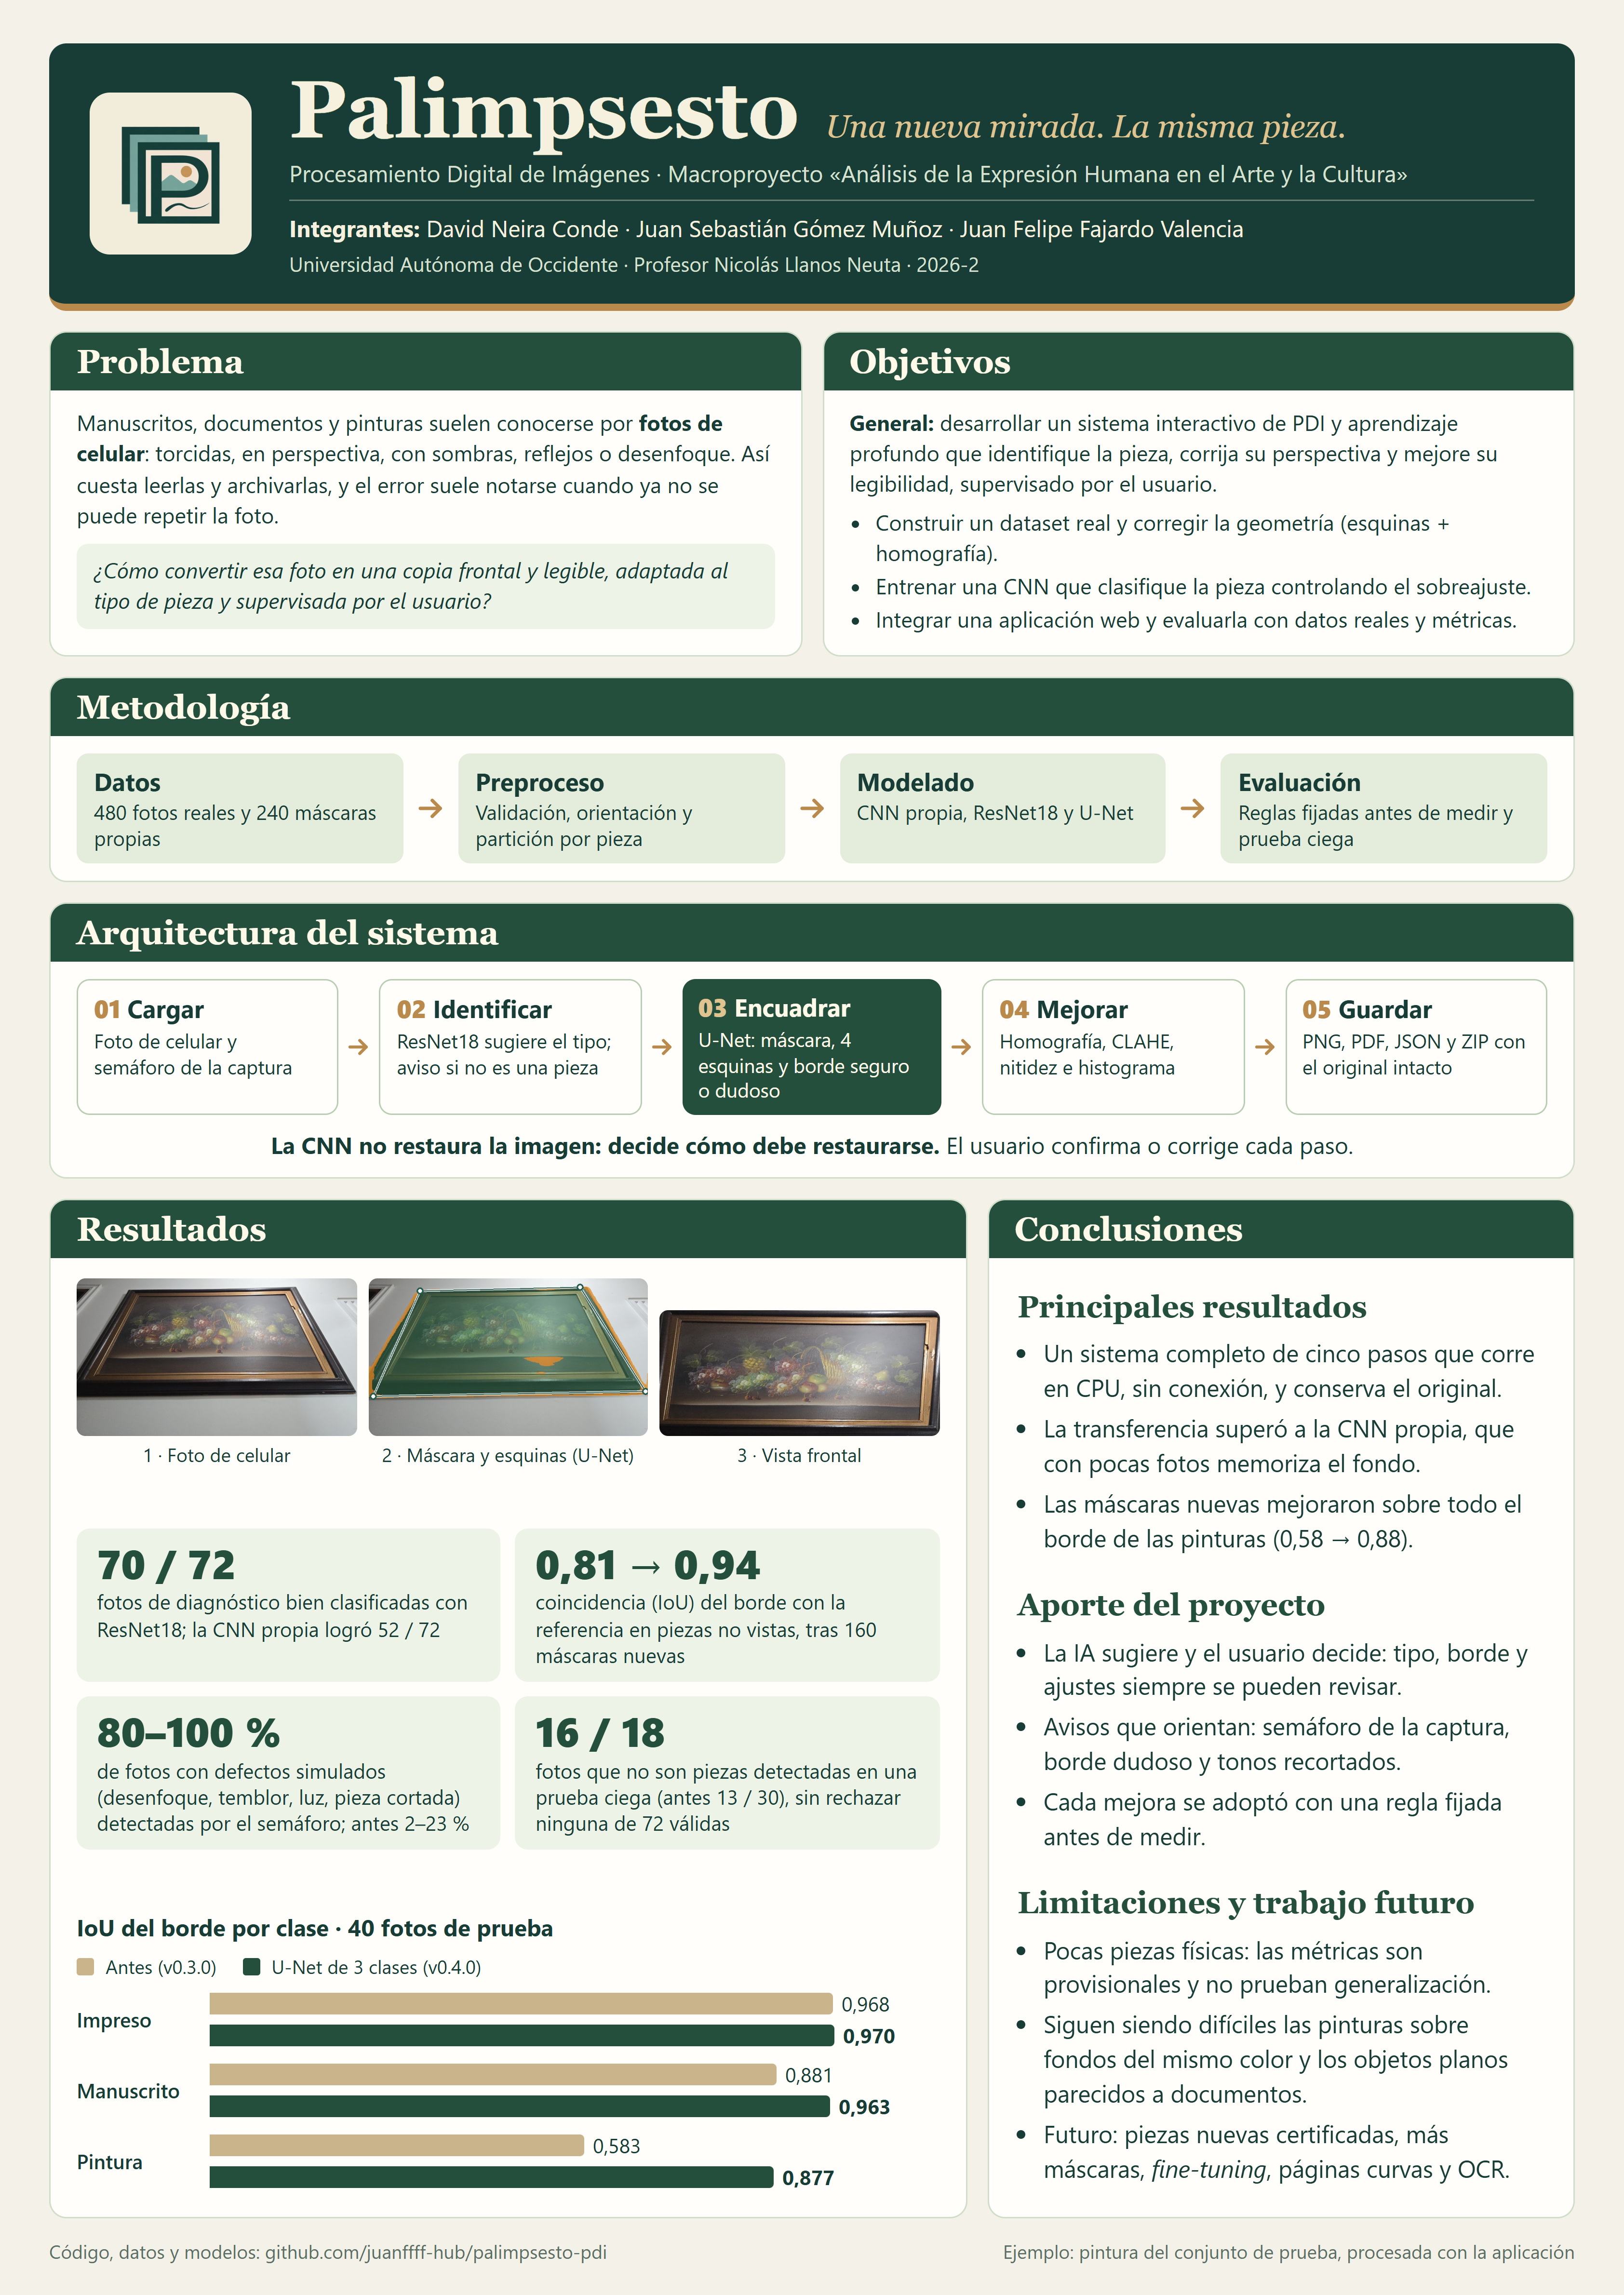 P
Palimpsesto
Una nueva mirada. La misma pieza.
Procesamiento Digital de Imágenes · Macroproyecto «Análisis de la Expresión Humana en el Arte y la Cultura»
Integrantes: David Neira Conde · Juan Sebastián Gómez Muñoz · Juan Felipe Fajardo Valencia
Universidad Autónoma de Occidente · Profesor Nicolás Llanos Neuta · 2026-2
Problema
Manuscritos, documentos y pinturas suelen conocerse por fotos de
celular: torcidas, en perspectiva, con sombras, reflejos o desenfoque. Así
cuesta leerlas y archivarlas, y el error suele notarse cuando ya no se
puede repetir la foto.
¿Cómo convertir esa foto en una copia frontal y legible, adaptada al
tipo de pieza y supervisada por el usuario?
Objetivos
General: desarrollar un sistema interactivo de PDI y aprendizaje
profundo que identifique la pieza, corrija su perspectiva y mejore su
legibilidad, supervisado por el usuario.
• Construir un dataset real y corregir la geometría (esquinas +
homografía).
• Entrenar una CNN que clasifique la pieza controlando el sobreajuste.
• Integrar una aplicación web y evaluarla con datos reales y métricas.
Metodología
Datos
480 fotos reales y 240 máscaras
propias
→
Preproceso
Validación, orientación y
partición por pieza
→
Modelado
CNN propia, ResNet18 y U-Net
→
Evaluación
Reglas fijadas antes de medir y
prueba ciega
Arquitectura del sistema
01 Cargar
Foto de celular y
semáforo de la captura
→
02 Identificar
ResNet18 sugiere el tipo;
aviso si no es una pieza
→
03 Encuadrar
U-Net: máscara, 4
esquinas y borde seguro
o dudoso
→
04 Mejorar
Homografía, CLAHE,
nitidez e histograma
→
05 Guardar
PNG, PDF, JSON y ZIP con
el original intacto
La CNN no restaura la imagen: decide cómo debe restaurarse. El usuario confirma o corrige cada paso.
Resultados
1 · Foto de celular
2 · Máscara y esquinas (U-Net)
3 · Vista frontal
70 / 72
fotos de diagnóstico bien clasificadas con
ResNet18; la CNN propia logró 52 / 72
0,81 → 0,94
coincidencia (IoU) del borde con la
referencia en piezas no vistas, tras 160
máscaras nuevas
80–100 %
de fotos con defectos simulados
(desenfoque, temblor, luz, pieza cortada)
detectadas por el semáforo; antes 2–23 %
16 / 18
fotos que no son piezas detectadas en una
prueba ciega (antes 13 / 30), sin rechazar
ninguna de 72 válidas
IoU del borde por clase · 40 fotos de prueba
Antes (v0.3.0)
U-Net de 3 clases (v0.4.0)
Impreso
0,968
0,970
Manuscrito
0,881
0,963
Pintura
0,583
0,877
Conclusiones
Principales resultados
• Un sistema completo de cinco pasos que corre
en CPU, sin conexión, y conserva el original.
• La transferencia superó a la CNN propia, que
con pocas fotos memoriza el fondo.
• Las máscaras nuevas mejoraron sobre todo el
borde de las pinturas (0,58 → 0,88).
Aporte del proyecto
• La IA sugiere y el usuario decide: tipo, borde y
ajustes siempre se pueden revisar.
• Avisos que orientan: semáforo de la captura,
borde dudoso y tonos recortados.
• Cada mejora se adoptó con una regla fijada
antes de medir.
Limitaciones y trabajo futuro
• Pocas piezas físicas: las métricas son
provisionales y no prueban generalización.
• Siguen siendo difíciles las pinturas sobre
fondos del mismo color y los objetos planos
parecidos a documentos.
• Futuro: piezas nuevas certificadas, más
máscaras, fine-tuning, páginas curvas y OCR.
Código, datos y modelos: github.com/juanffff-hub/palimpsesto-pdi
Ejemplo: pintura del conjunto de prueba, procesada con la aplicación